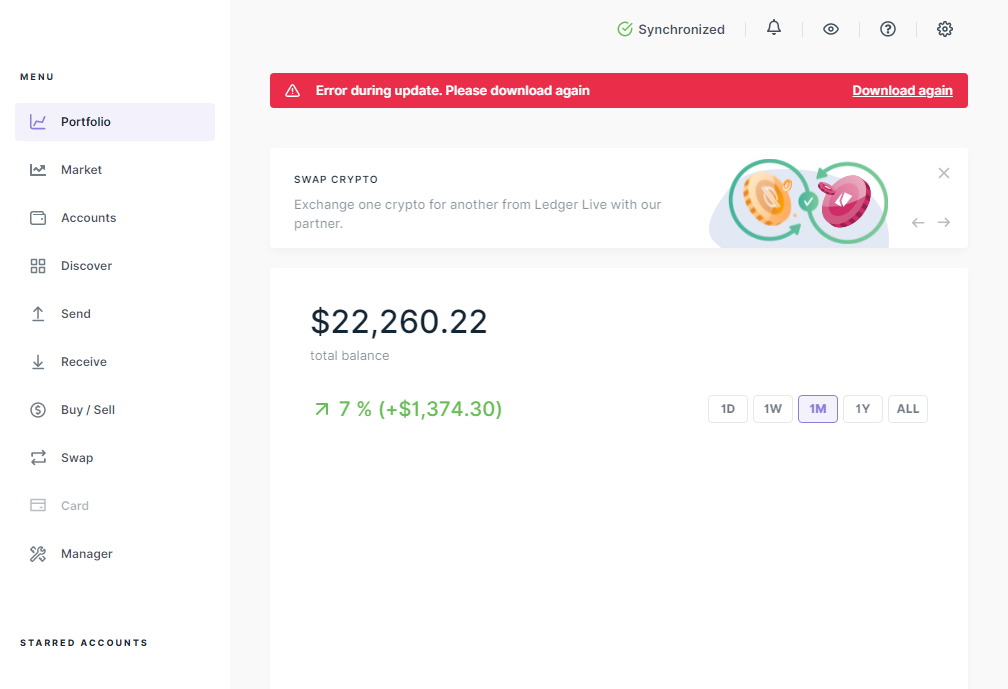 Synchronized
MENU
Portfolio
Market
Accounts
Discover
Send
Receive
Buy / Sell
Swap
Card
Manager
STARRED ACCOUNTS
Error during update. Please download again
Download again
SWAP CRYPTO
Exchange one crypto for another from Ledger Live with our
partner.
$22,260.22
total balance
7 % (+$1,374.30)
1D 1W 1M 1Y ALL